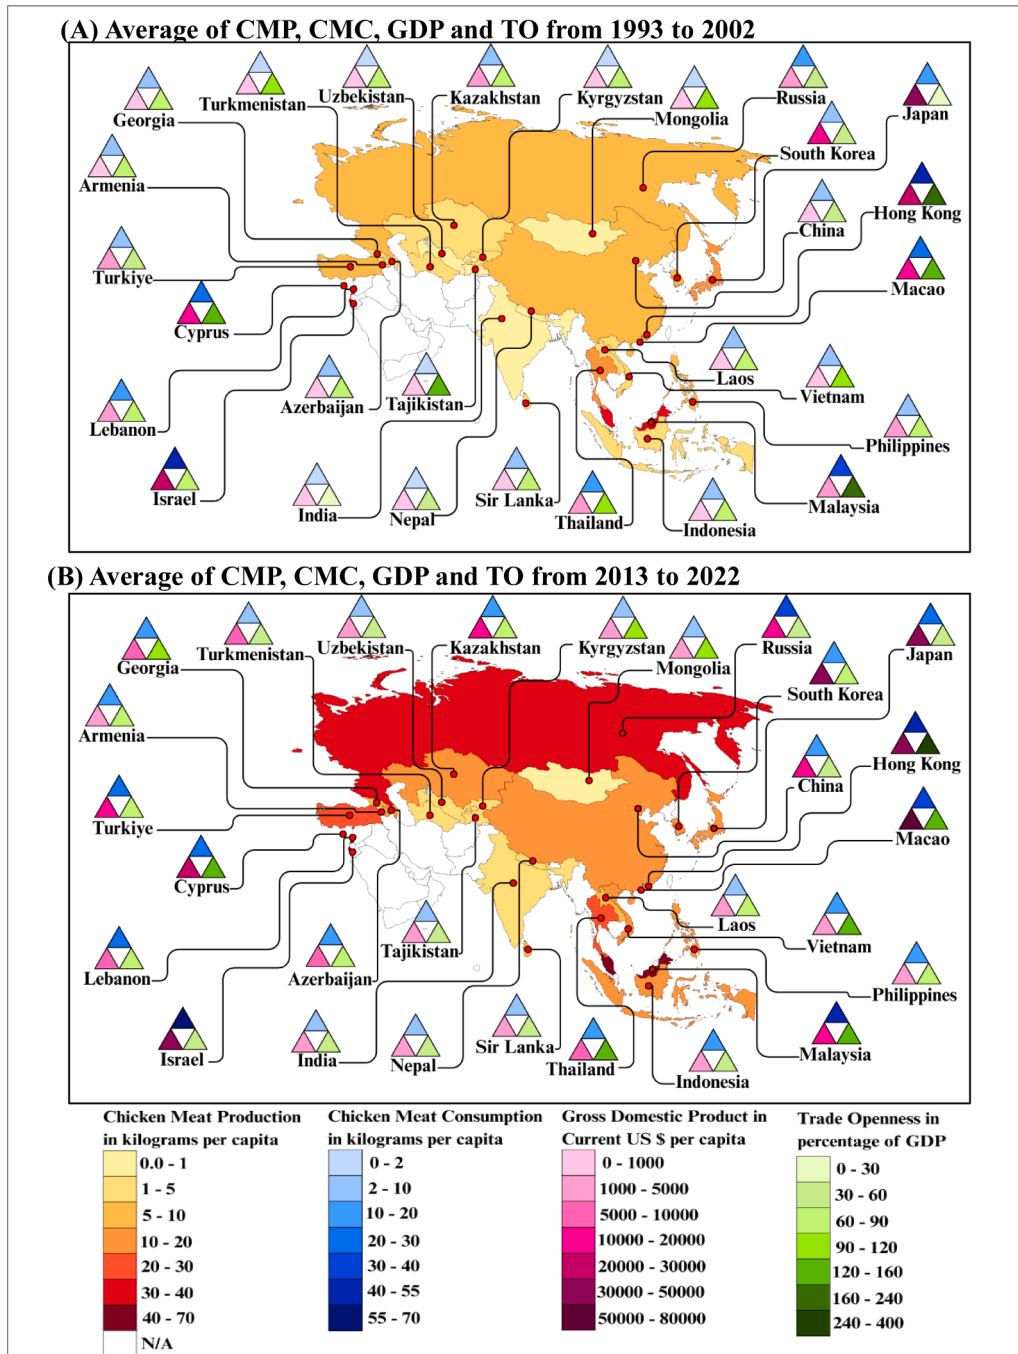 (A) Average of CMP, CMC, GDP and TO from 1993 to 2002
Georgia
Turkmenistan
Uzbekistan
Kazakhstan
Kyrgyzstan
Mongolia
Russia
Japan
South Korea
Armenia
Hong Kong
China
Turkiye
Macao
Cyprus
Laos
Vietnam
Azerbaijan
Tajikistan
Lebanon
Philippines
Israel
India
Nepal
Sir Lanka
Thailand
Indonesia
Malaysia
(B) Average of CMP, CMC, GDP and TO from 2013 to 2022
Georgia
Turkmenistan
Uzbekistan
Kazakhstan
Kyrgyzstan
Mongolia
Russia
Japan
South Korea
Armenia
Hong Kong
China
Turkiye
Macao
Cyprus
Laos
Vietnam
Tajikistan
Lebanon
Azerbaijan
Philippines
Israel
India
Nepal
Sir Lanka
Thailand
Indonesia
Malaysia
Chicken Meat Production
in kilograms per capita
0.0 - 1
1 - 5
5 - 10
10 - 20
20 - 30
30 - 40
40 - 70
N/A
Chicken Meat Consumption
in kilograms per capita
0 - 2
2 - 10
10 - 20
20 - 30
30 - 40
40 - 55
55 - 70
Gross Domestic Product in
Current US $ per capita
0 - 1000
1000 - 5000
5000 - 10000
10000 - 20000
20000 - 30000
30000 - 50000
50000 - 80000
Trade Openness in
percentage of GDP
0 - 30
30 - 60
60 - 90
90 - 120
120 - 160
160 - 240
240 - 400